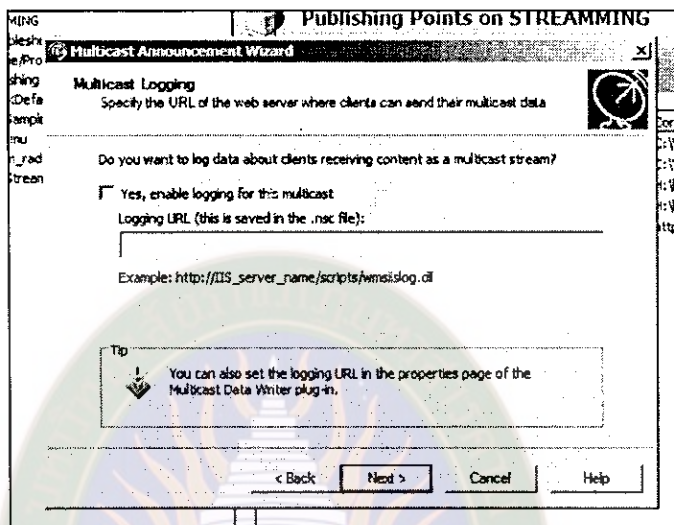 Publishing Points on STREAMMING
Multicast Announcement Wizard
Multicast Logging
Specify the URL of the web server where clients can send their multicast data
Do you want to log data about clients receiving content as a multicast stream?
Yes, enable logging for this multicast
Logging URL (this is saved in the .nsc file):
Example: http://IIS_server_name/scripts/wmsiislog.dll
Tip
You can also set the logging URL in the properties page of the
Multicast Data Writer plug-in.
< Back
Next >
Cancel
Help